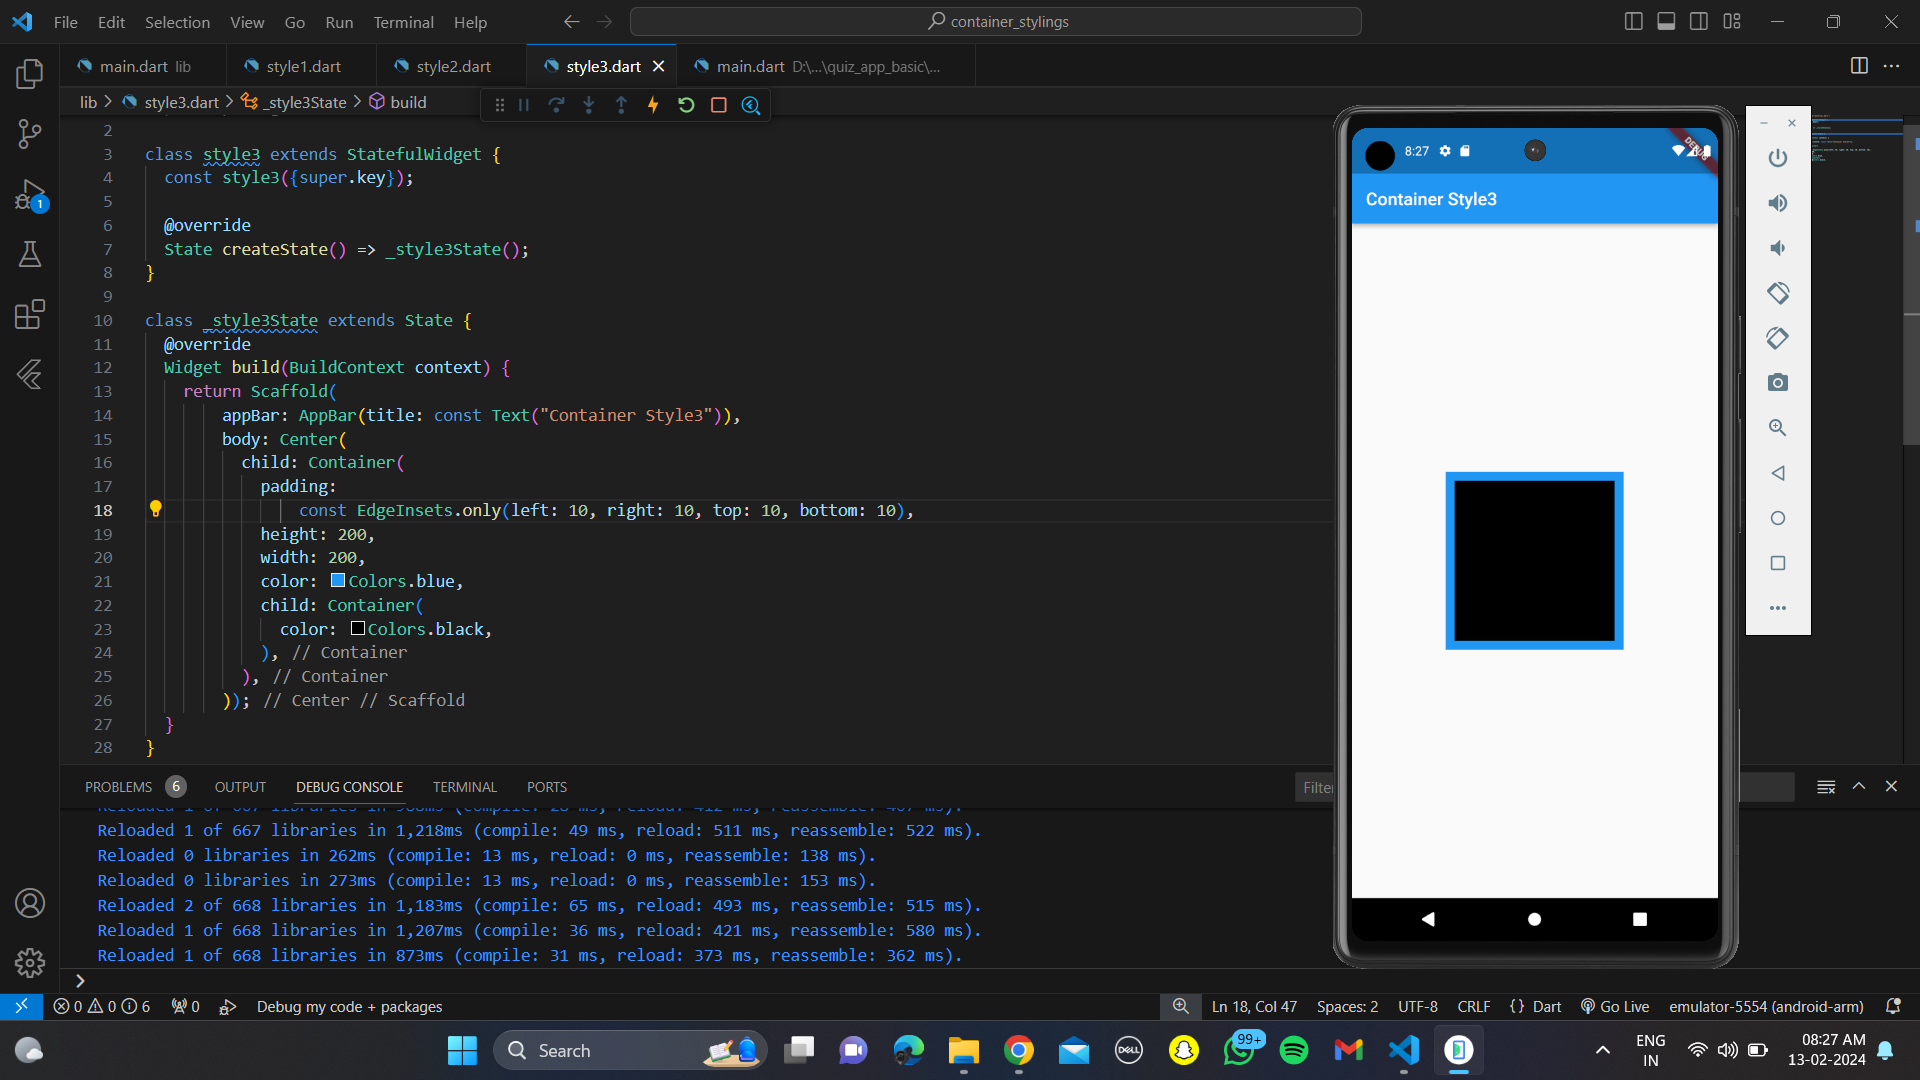 File Edit Selection View Go Run Terminal Help
container_stylings
main.dart lib
style1.dart
style2.dart
style3.dart
main.dart D:\...\quiz_app_basic\...
lib > style3.dart > _style3State > build
2
3 class style3 extends StatefulWidget {
4 const style3({super.key});
5
6 @override
7 State createState() => _style3State();
8 }
9
10 class _style3State extends State {
11 @override
12 Widget build(BuildContext context) {
13 return Scaffold(
14 appBar: AppBar(title: const Text("Container Style3")),
15 body: Center(
16 child: Container(
17 padding:
18 const EdgeInsets.only(left: 10, right: 10, top: 10, bottom: 10),
19 height: 200,
20 width: 200,
21 color: Colors.blue,
22 child: Container(
23 color: Colors.black,
24 ), // Container
25 ), // Container
26 )); // Center // Scaffold
27 }
28 }
1
8:27
DEBUG
Container Style3
PROBLEMS 6 OUTPUT DEBUG CONSOLE TERMINAL PORTS
Filter
Reloaded 1 of 667 libraries in 1,218ms (compile: 49 ms, reload: 511 ms, reassemble: 522 ms).
Reloaded 0 libraries in 262ms (compile: 13 ms, reload: 0 ms, reassemble: 138 ms).
Reloaded 0 libraries in 273ms (compile: 13 ms, reload: 0 ms, reassemble: 153 ms).
Reloaded 2 of 668 libraries in 1,183ms (compile: 65 ms, reload: 493 ms, reassemble: 515 ms).
Reloaded 1 of 668 libraries in 1,207ms (compile: 36 ms, reload: 421 ms, reassemble: 580 ms).
Reloaded 1 of 668 libraries in 873ms (compile: 31 ms, reload: 373 ms, reassemble: 362 ms).
0 0 6 0 Debug my code + packages
Ln 18, Col 47 Spaces: 2 UTF-8 CRLF {} Dart Go Live emulator-5554 (android-arm)
Search
DELL
99+
ENG
IN
08:27 AM
13-02-2024